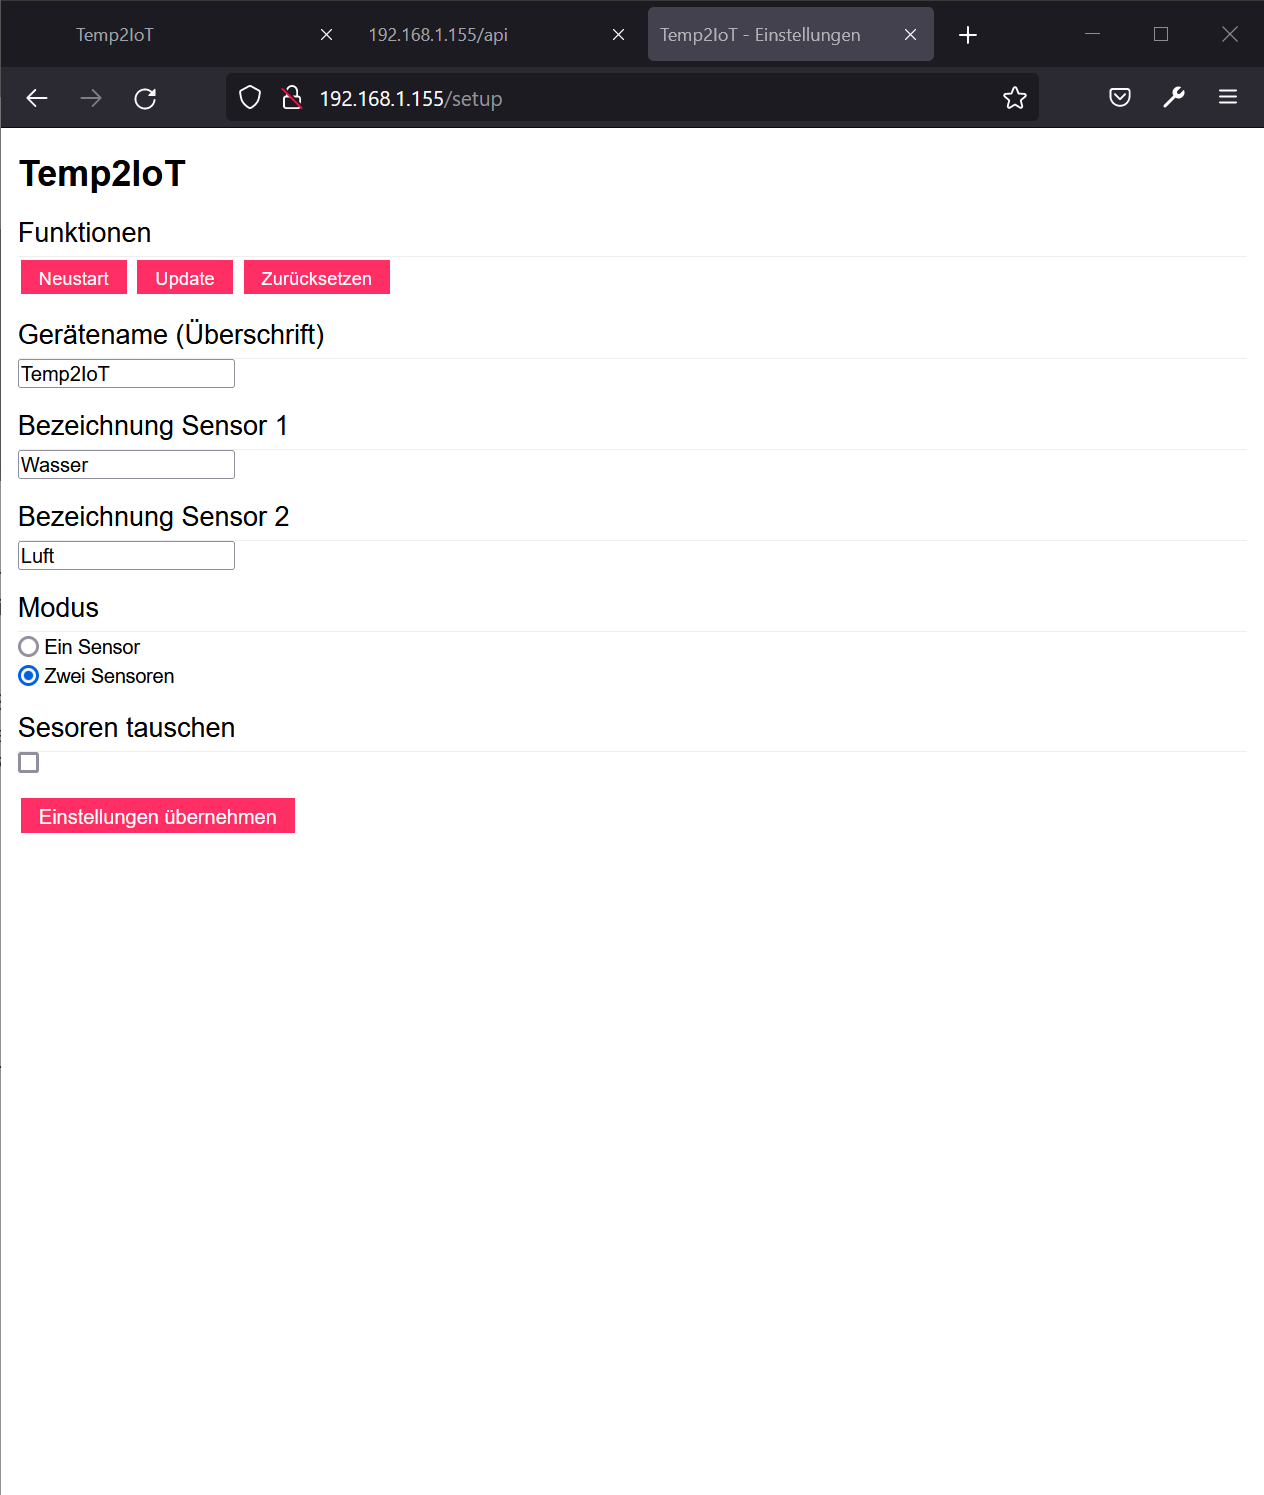 Temp2IoT
192.168.1.155/api
Temp2IoT - Einstellungen
192.168.1.155/setup
Temp2IoT
Funktionen
Neustart Update Zurücksetzen
Gerätename (Überschrift)
Temp2IoT
Bezeichnung Sensor 1
Wasser
Bezeichnung Sensor 2
Luft
Modus
Ein Sensor
Zwei Sensoren
Sesoren tauschen
Einstellungen übernehmen